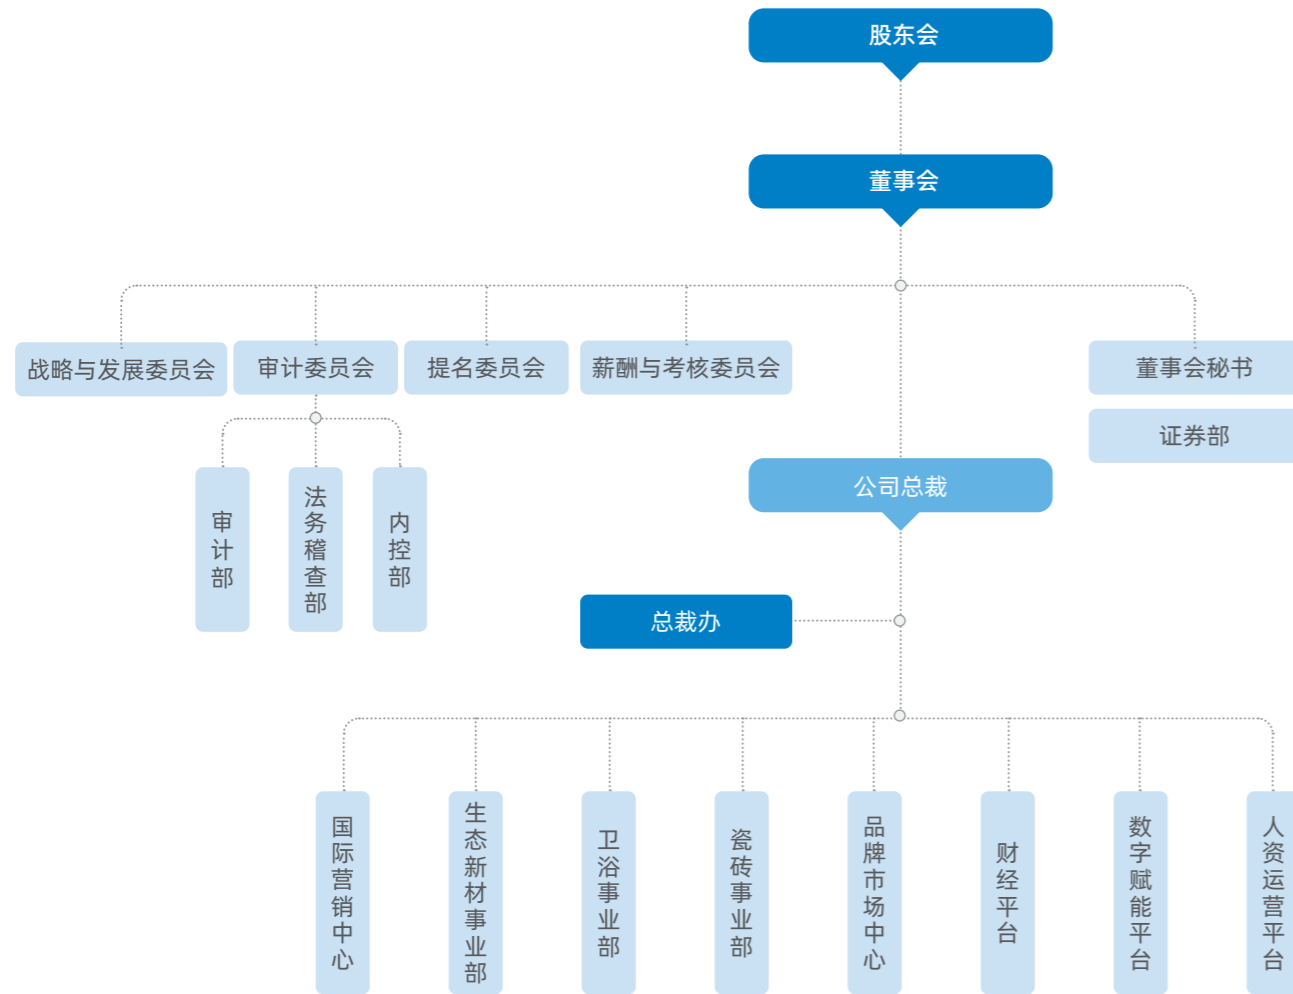 股东会
董事会
战略与发展委员会
审计委员会
提名委员会
薪酬与考核委员会
董事会秘书
证券部
公司总裁
审计部
法务稽查部
内控部
总裁办
国际营销中心
生态新材事业部
卫浴事业部
瓷砖事业部
品牌市场中心
财经平台
数字赋能平台
人资运营平台